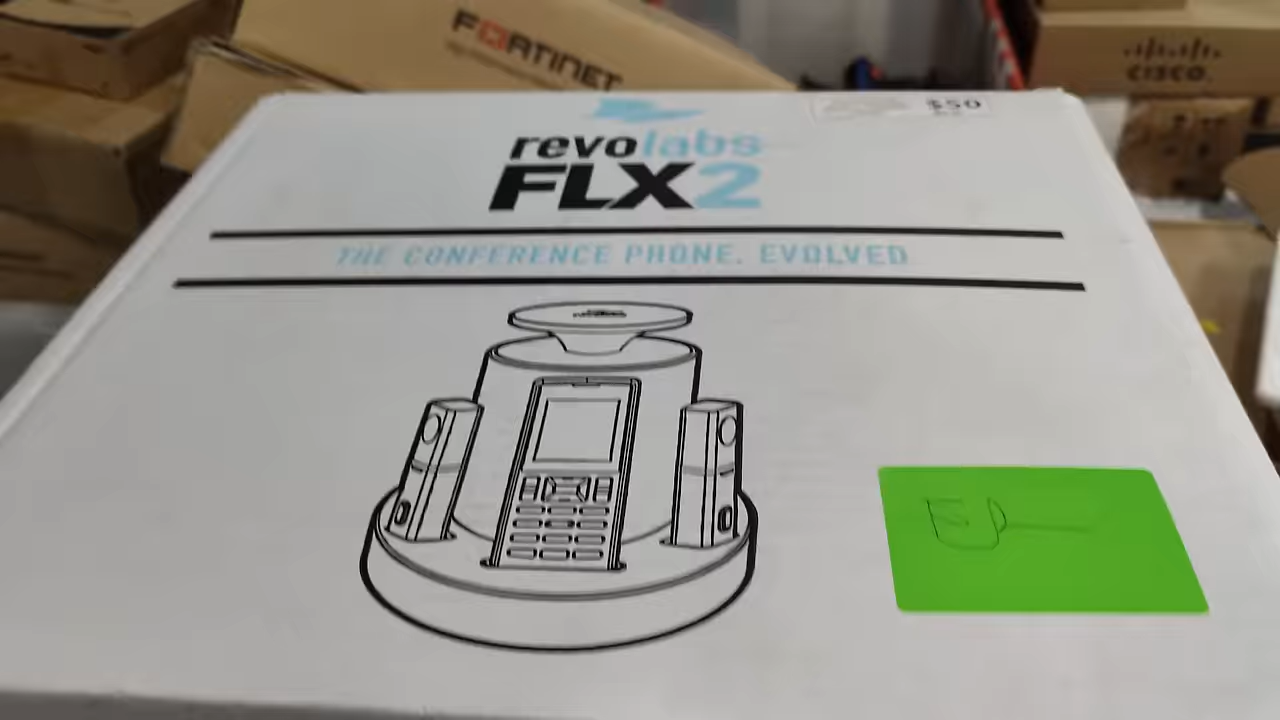 FORTINET
CISCO
$50
revolabs
FLX2
THE CONFERENCE PHONE. EVOLVED